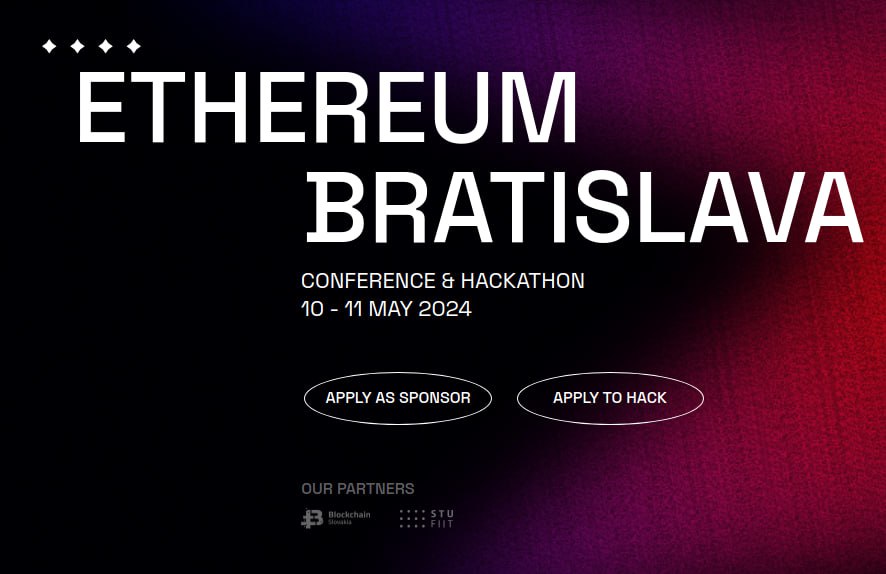 ETHEREUM
BRATISLAVA
CONFERENCE & HACKATHON
10 - 11 MAY 2024
APPLY AS SPONSOR
APPLY TO HACK
OUR PARTNERS
Blockchain
Slovakia
STU
FIIT